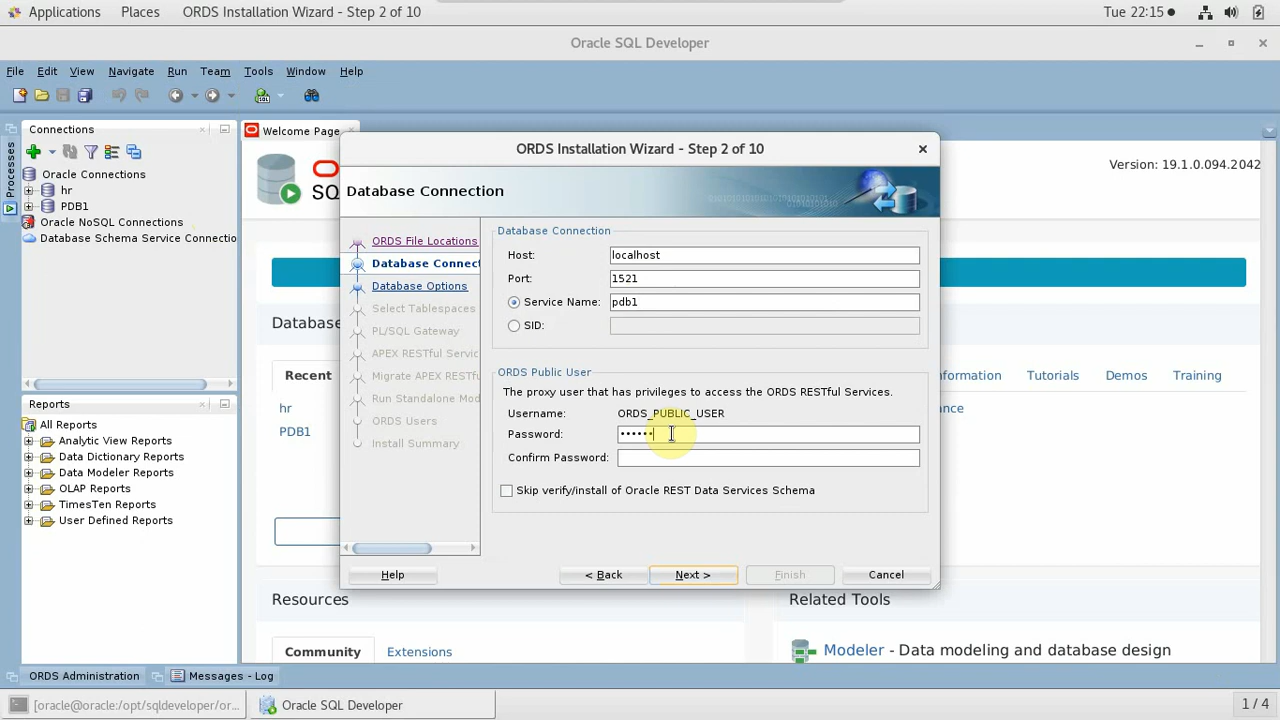 Applications Places ORDS Installation Wizard - Step 2 of 10 Tue 22:15
Oracle SQL Developer
File Edit View Navigate Run Team Tools Window Help
Connections
Welcome Page
Processes
Oracle Connections
hr
PDB1
Oracle NoSQL Connections
Database Schema Service Connectio
Reports
All Reports
Analytic View Reports
Data Dictionary Reports
Data Modeler Reports
OLAP Reports
TimesTen Reports
User Defined Reports
Version: 19.1.0.094.2042
SQ
Database
Recent
hr
PDB1
Tutorials Demos Training
Resources
Community Extensions
Related Tools
Modeler - Data modeling and database design
ORDS Installation Wizard - Step 2 of 10
Database Connection
ORDS File Locations
Database Connect
Database Options
Select Tablespaces
PL/SQL Gateway
APEX RESTful Servic
Migrate APEX RESTfu
Run Standalone Mod
ORDS Users
Install Summary
Database Connection
Host: localhost
Port: 1521
Service Name: pdb1
SID:
ORDS Public User
The proxy user that has privileges to access the ORDS RESTful Services.
Username: ORDS_PUBLIC_USER
Password: ••••••
Confirm Password:
Skip verify/install of Oracle REST Data Services Schema
Help < Back Next > Finish Cancel
ORDS Administration Messages - Log
[oracle@oracle:/opt/sqldeveloper/or... Oracle SQL Developer 1 / 4